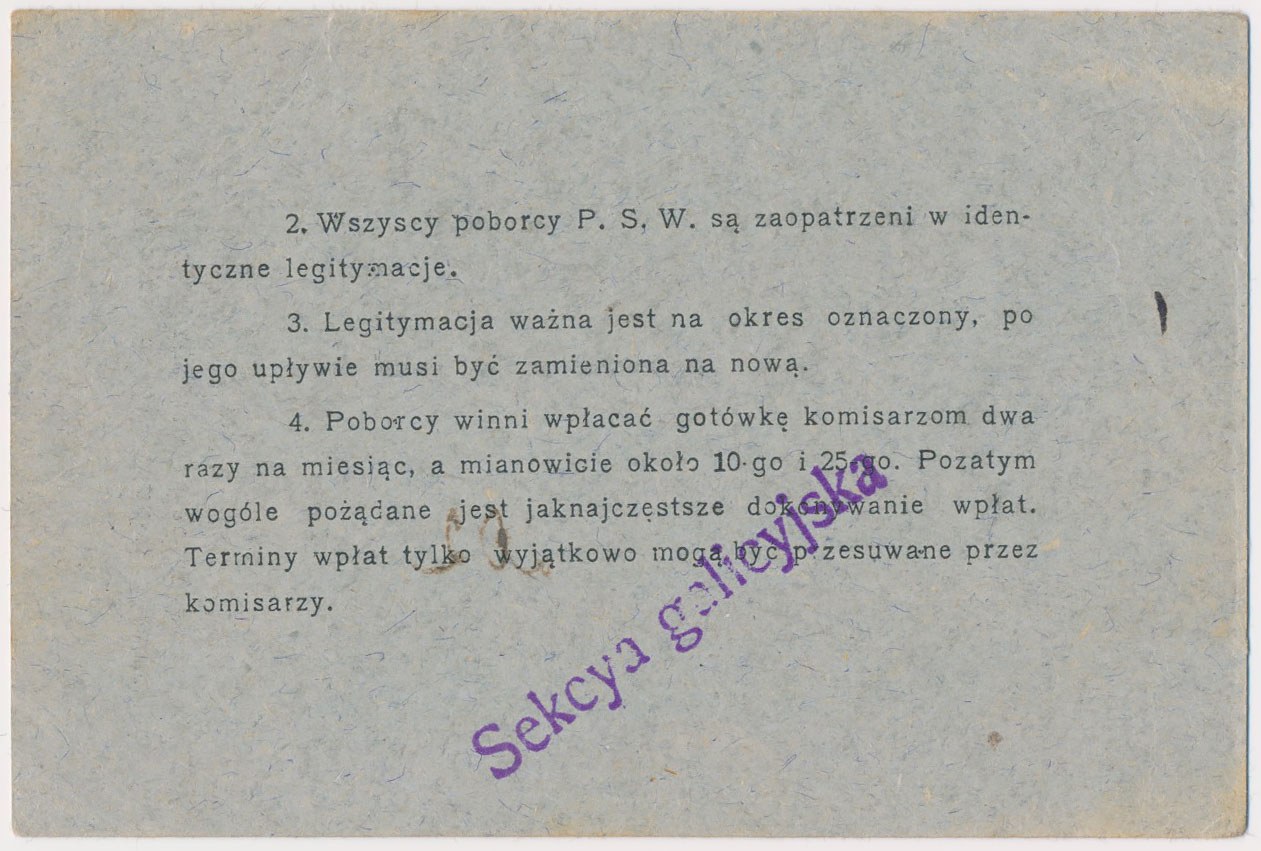 2. Wszyscy poborcy P. S. W. są zaopatrzeni w iden-
tyczne legitymacje.
3. Legitymacja ważna jest na okres oznaczony, po
jego upływie musi być zamieniona na nową.
4. Poborcy winni wpłacać gotówkę komisarzom dwa
razy na miesiąc, a mianowicie około 10-go i 25-go. Pozatym
wogóle pożądane jest jaknajczęstsze dokonywanie wpłat.
Terminy wpłat tylko wyjątkowo mogą być przesuwane przez
komisarzy.
Sekcya galicyjska